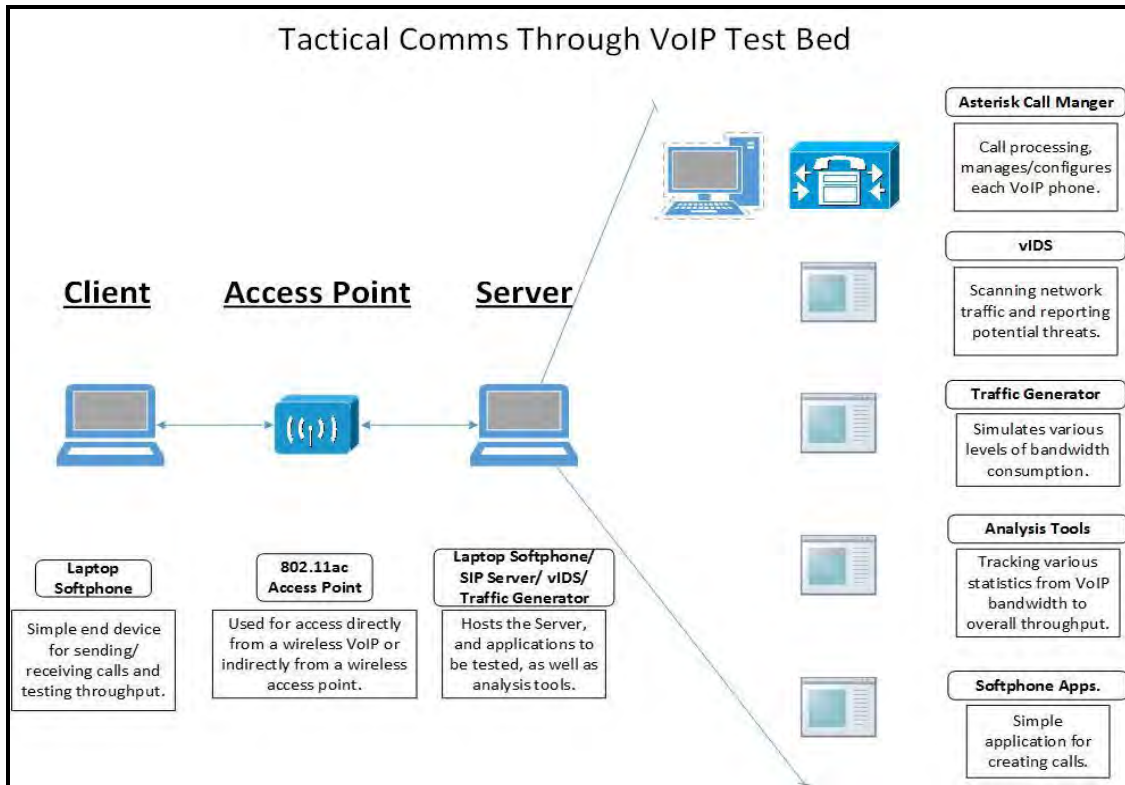 Tactical Comms Through VoIP Test Bed
Client
Access Point
Server
Laptop
Softphone
Simple end device
for sending/
receiving calls and
testing throughput.
802.11ac
Access Point
Used for access directly
from a wireless VoIP or
indirectly from a wireless
access point.
Laptop Softphone/
SIP Server/ vIDS/
Traffic Generator
Hosts the Server,
and applications to
be tested, as well as
analysis tools.
Asterisk Call Manger
Call processing,
manages/configures
each VoIP phone.
vIDS
Scanning network
traffic and reporting
potential threats.
Traffic Generator
Simulates various
levels of bandwidth
consumption.
Analysis Tools
Tracking various
statistics from VoIP
bandwidth to
overall throughput.
Softphone Apps.
Simple
application for
creating calls.